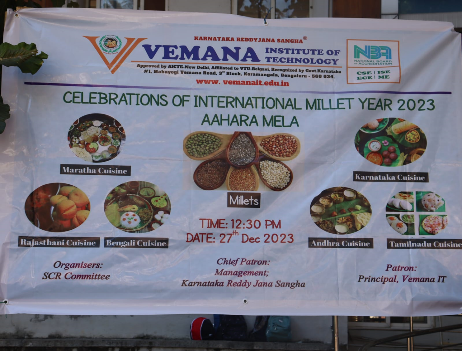 KARNATAKA REDDYJANA SANGHA®
VEMANA INSTITUTE OF TECHNOLOGY
Approved by AICTE-New Delhi, Affiliated to VTU-Belgaum, Recognized by Govt.Karnataka
#1, Mahayogi Vemana Road, 3rd Block, Koramangala, Bangalore - 560 034.
www.vemanait.edu.in
NBA
CSE | ISE
ECE | ME
CELEBRATIONS OF INTERNATIONAL MILLET YEAR 2023
AAHARA MELA
Maratha Cuisine
Karnataka Cuisine
Millets
Rajasthani Cuisine
Bengali Cuisine
Andhra Cuisine
Tamilnadu Cuisine
TIME: 12:30 PM
DATE: 27th Dec 2023
Organisers:
SCR Committee
Chief Patron:
Management,
Karnataka Reddy Jana Sangha
Patron:
Principal, Vemana IT